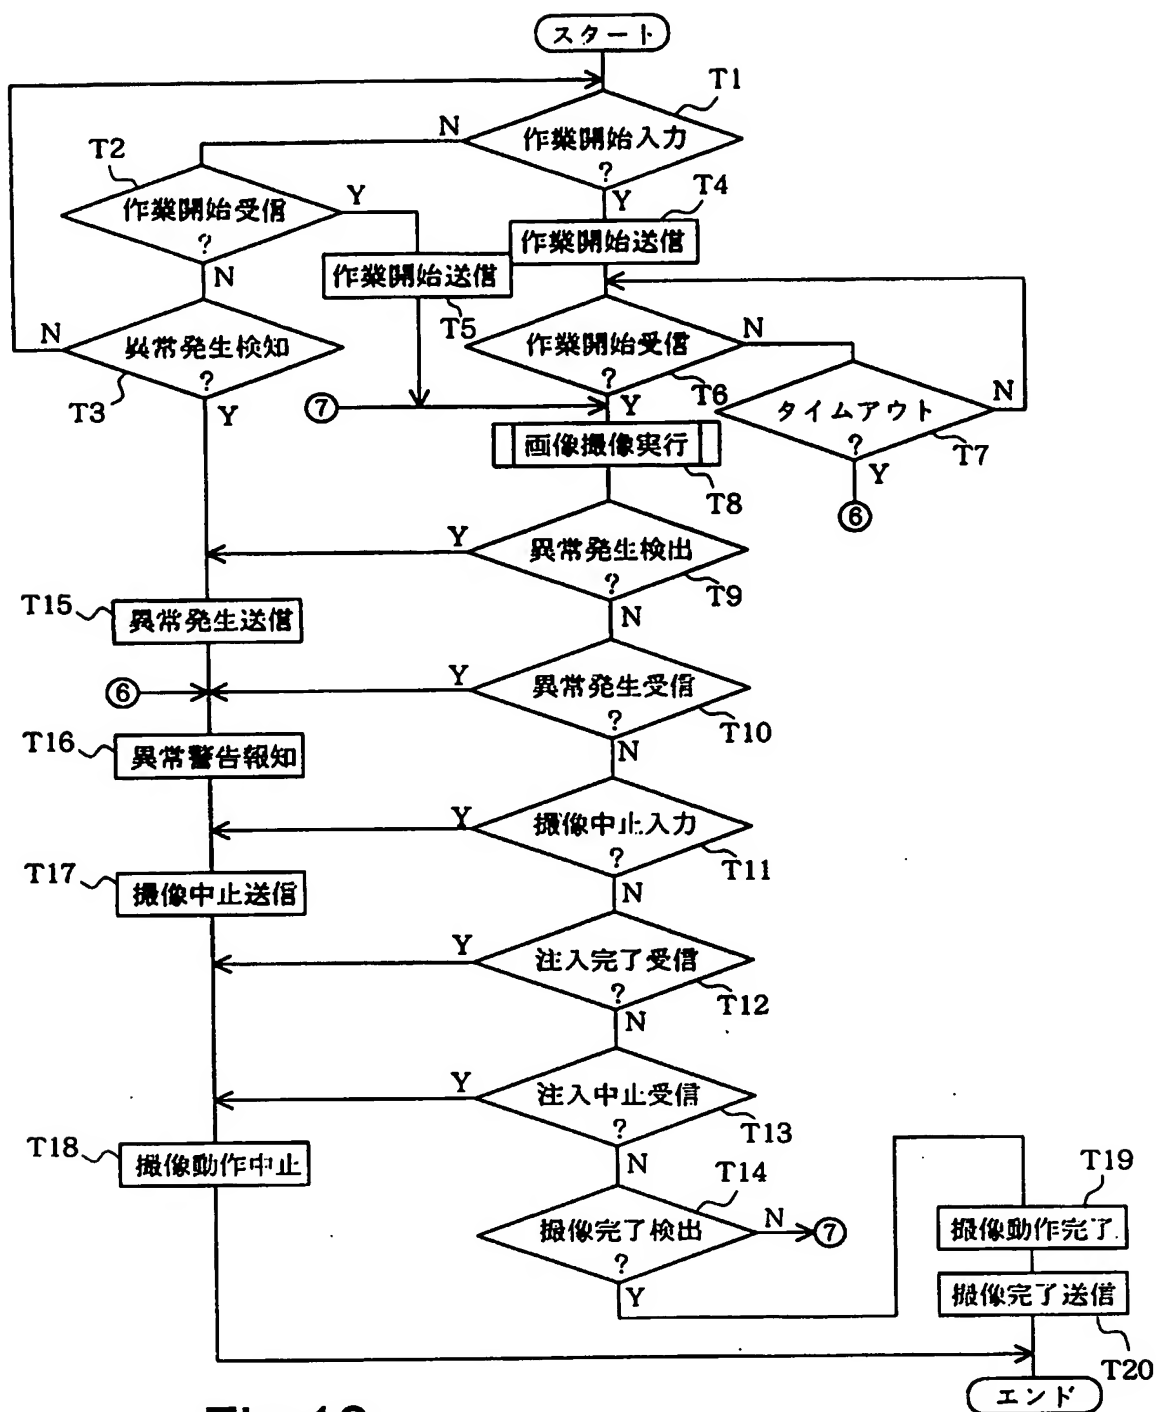 スタート
T1
作業開始入力
?
N
Y
T2
作業開始受信
?
Y
N
T4
作業開始送信
作業開始送信
T5
N
異常発生検知
?
T3
Y
作業開始受信
?
N
T6
Y
タイムアウト
?
N
T7
Y
⑥
⑦
画像撮像実行
T8
Y
異常発生検出
?
T9
N
T15
異常発生送信
⑥
Y
異常発生受信
?
T10
N
T16
異常警告報知
Y
撮像中止入力
?
T11
N
T17
撮像中止送信
Y
注入完了受信
?
T12
N
Y
注入中止受信
?
T13
N
T18
撮像動作中止
T14
撮像完了検出
?
N
⑦
Y
T19
撮像動作完了
撮像完了送信
T20
エンド